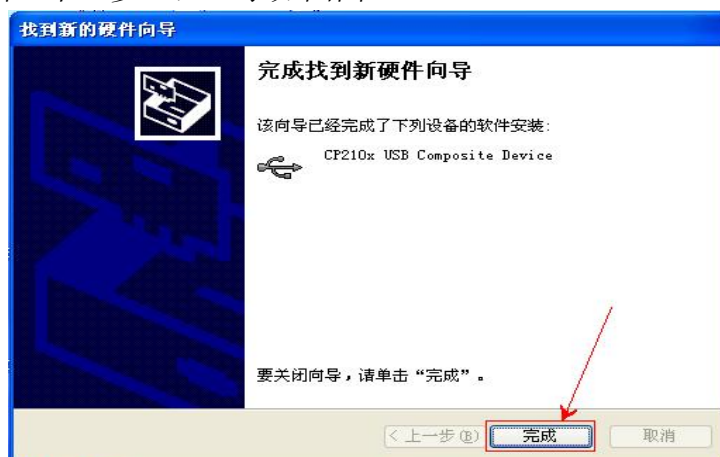 找到新的硬件向导
完成找到新硬件向导
该向导已经完成了下列设备的软件安装:
CP210x USB Composite Device
要关闭向导，请单击“完成”。
< 上一步(B) 完成 取消